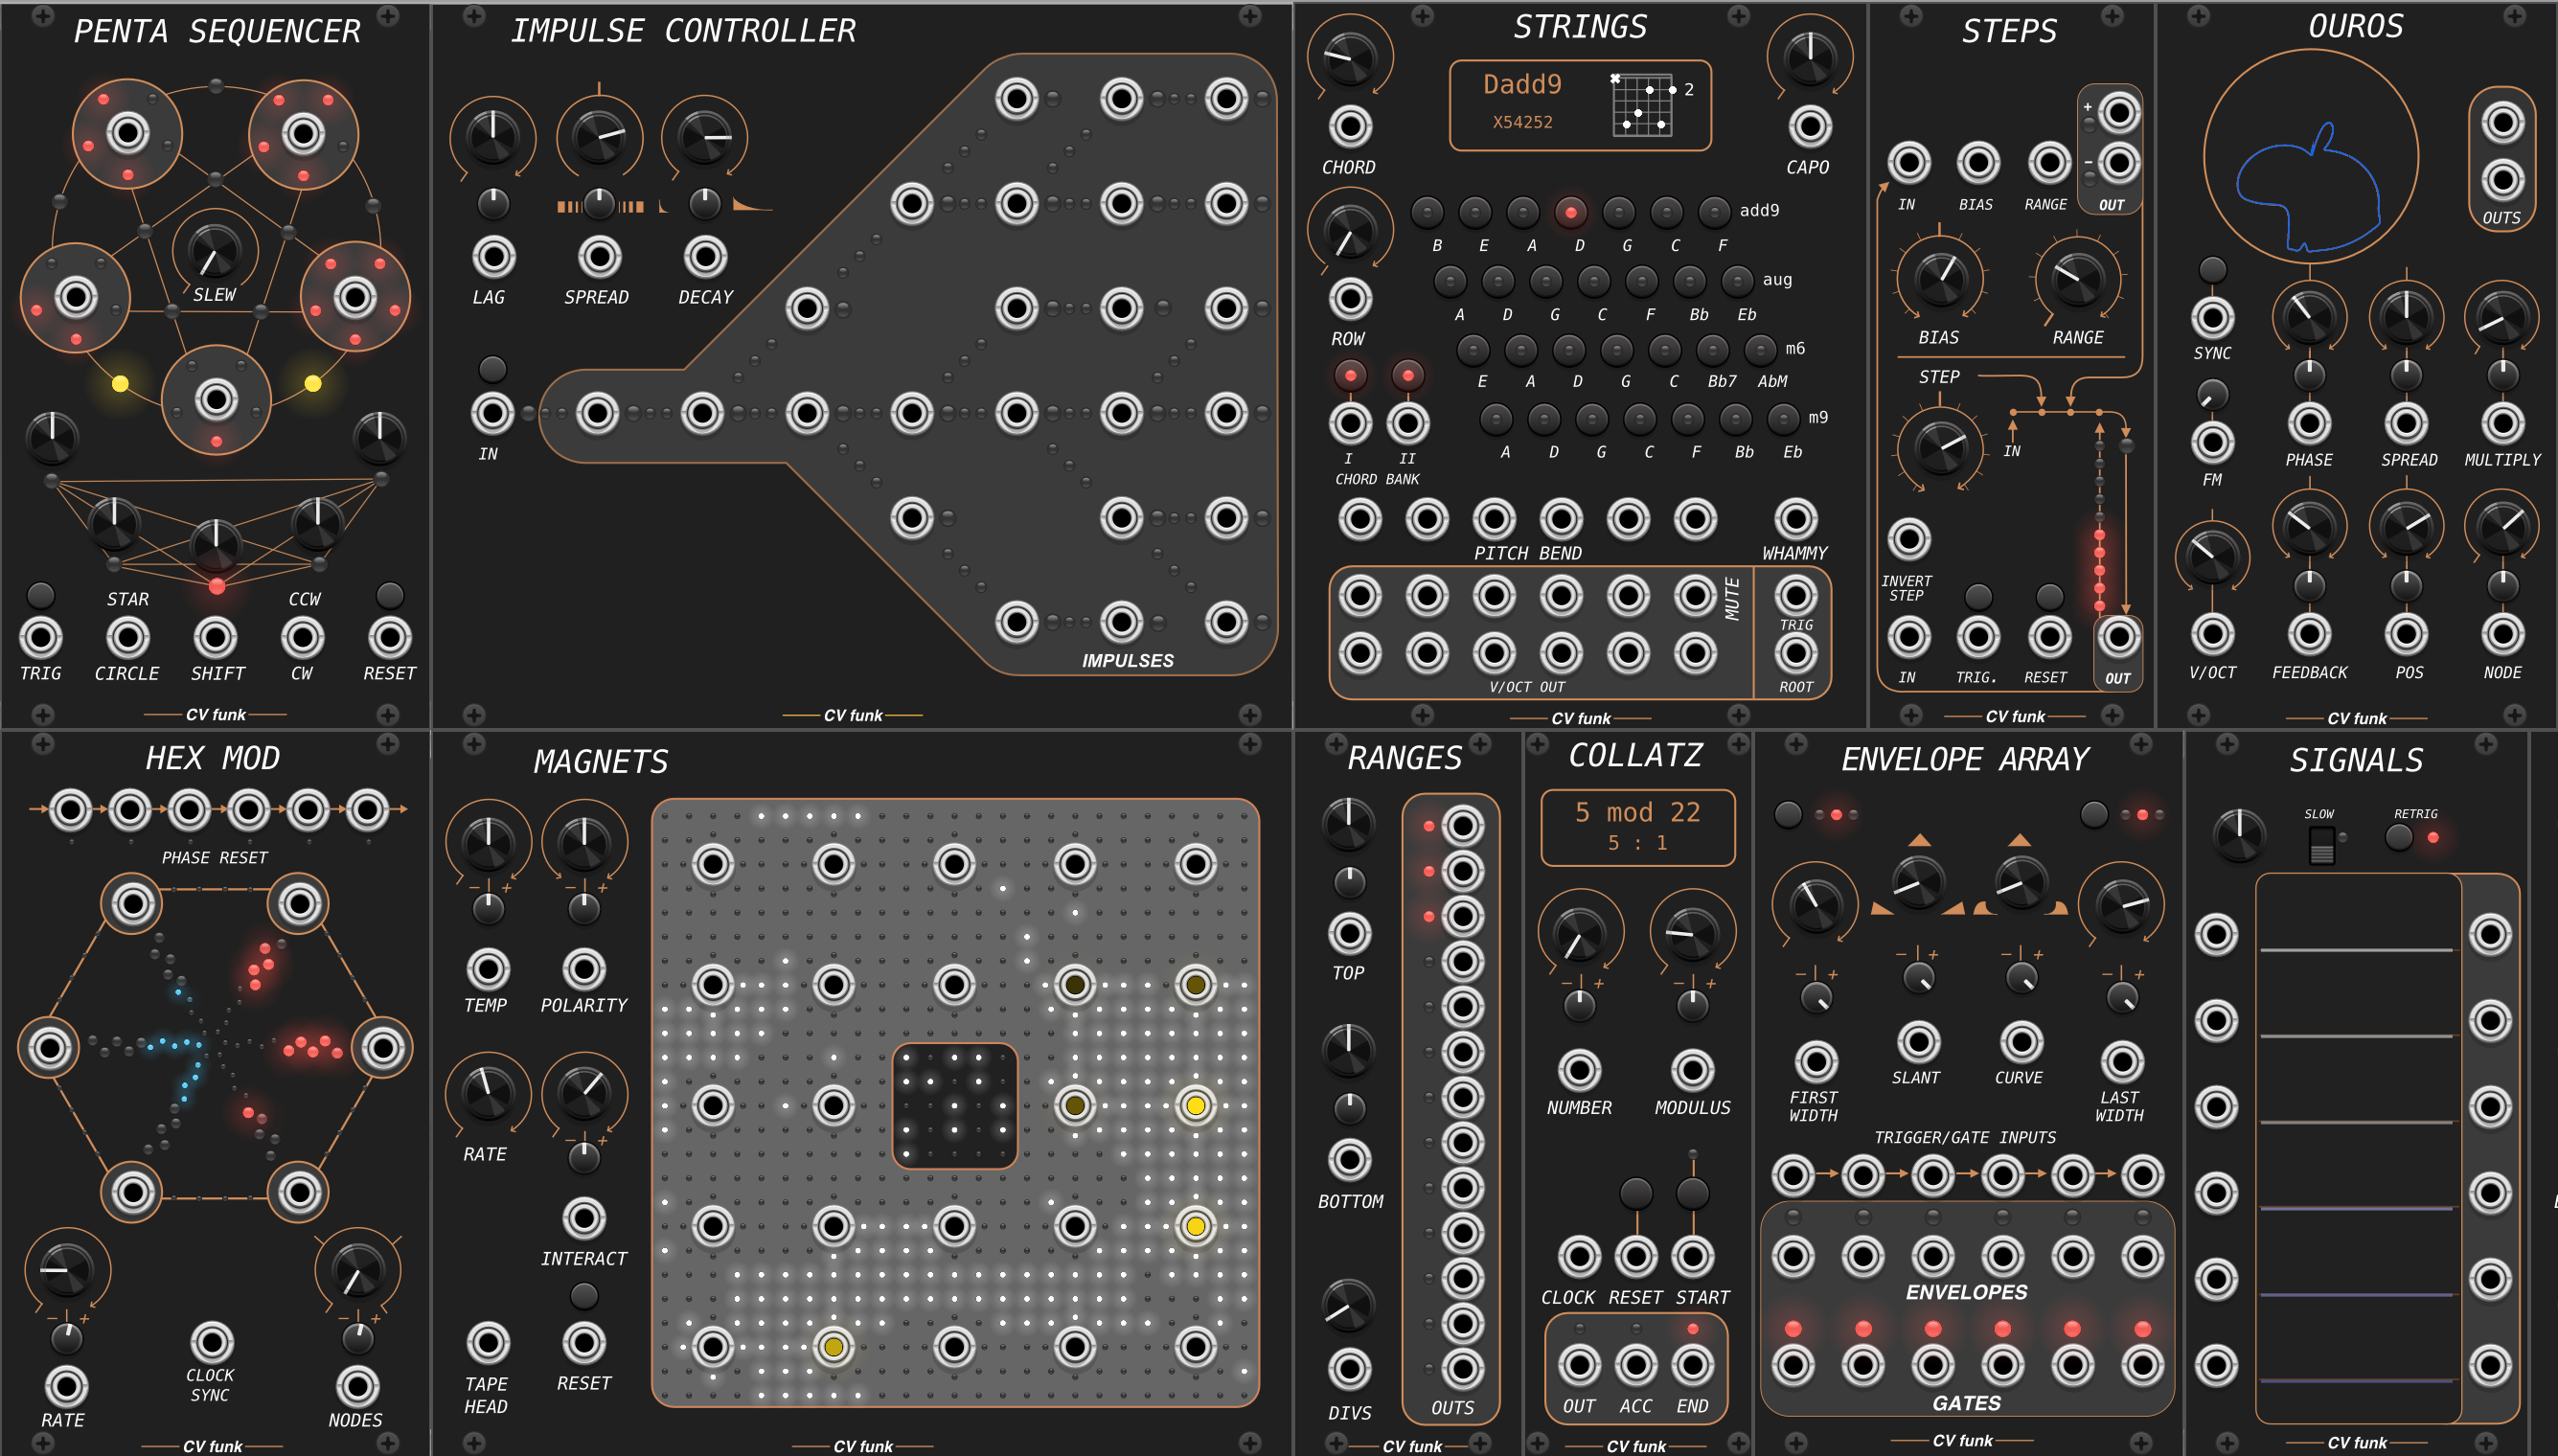 PENTA SEQUENCER
SLEW
STAR
CCW
TRIG
CIRCLE
SHIFT
CW
RESET
CV funk
IMPULSE CONTROLLER
LAG
SPREAD
DECAY
IN
IMPULSES
CV funk
STRINGS
CHORD
Dadd9
X54252
2
CAPO
ROW
add9
B E A D G C F
aug
A D G C F Bb Eb
m6
E A D G C Bb7 AbM
m9
A D G C F Bb Eb
I
II
CHORD BANK
PITCH BEND
WHAMMY
MUTE
TRIG
V/OCT OUT
ROOT
CV funk
STEPS
+
−
IN
BIAS
RANGE
OUT
BIAS
RANGE
STEP
IN
INVERT
STEP
IN
TRIG.
RESET
OUT
CV funk
OUROS
OUTS
SYNC
FM
PHASE
SPREAD
MULTIPLY
V/OCT
FEEDBACK
POS
NODE
CV funk
HEX MOD
PHASE RESET
− +
− +
CLOCK
SYNC
RATE
NODES
CV funk
MAGNETS
− +
− +
TEMP
POLARITY
RATE
− +
INTERACT
TAPE
HEAD
RESET
CV funk
RANGES
TOP
BOTTOM
DIVS
OUTS
CV funk
COLLATZ
5 mod 22
5 : 1
− +
− +
NUMBER
MODULUS
CLOCK
RESET
START
OUT
ACC
END
CV funk
ENVELOPE ARRAY
− +
− +
− +
− +
FIRST
WIDTH
SLANT
CURVE
LAST
WIDTH
TRIGGER/GATE INPUTS
ENVELOPES
GATES
CV funk
SIGNALS
SLOW
RETRIG
CV funk